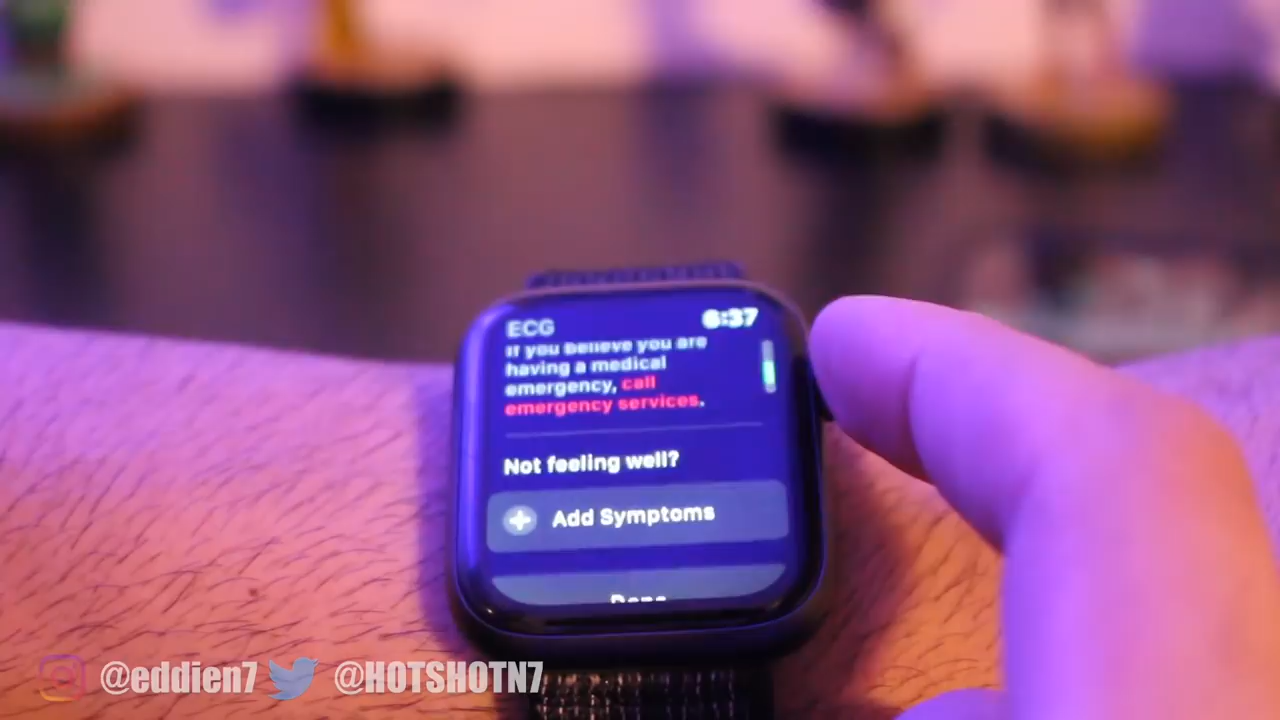 ECG 6:37
If you believe you are
having a medical
emergency, call
emergency services.
Not feeling well?
Add Symptoms
Done
@eddien7 @HOTSHOTN7